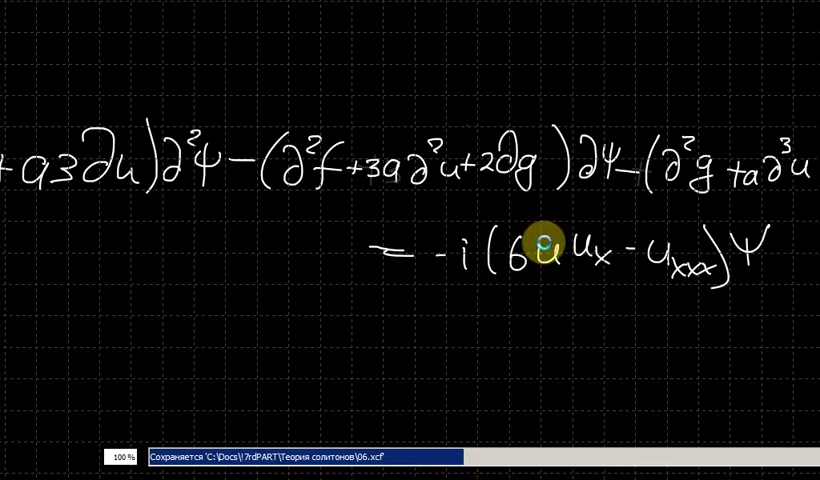 +a3∂u)∂²Ψ−(∂²f+3a∂²u+2∂g)∂Ψ−(∂²g+a∂³u
= -i(6uuₓ-uₓₓₓ)Ψ
100 % Сохраняется 'C:\Docs\!7rdPART\Теория солитонов\06.xcf'